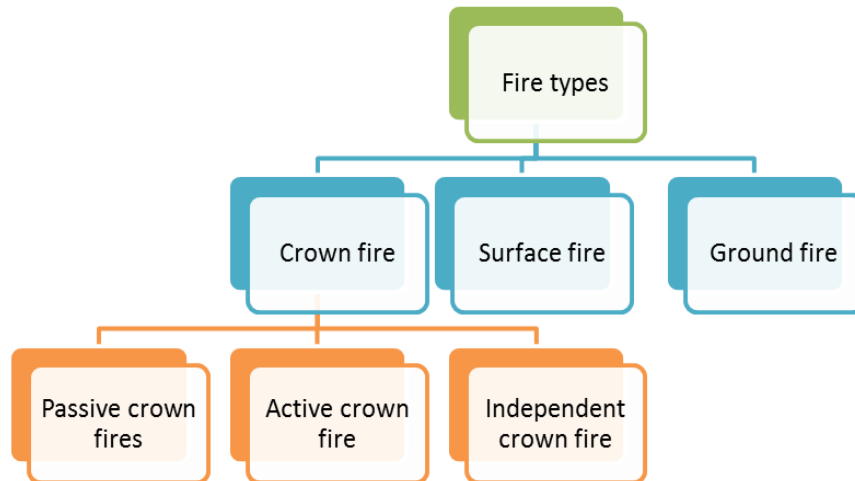 Fire types
Crown fire
Surface fire
Ground fire
Passive crown
fires
Active crown
fire
Independent
crown fire